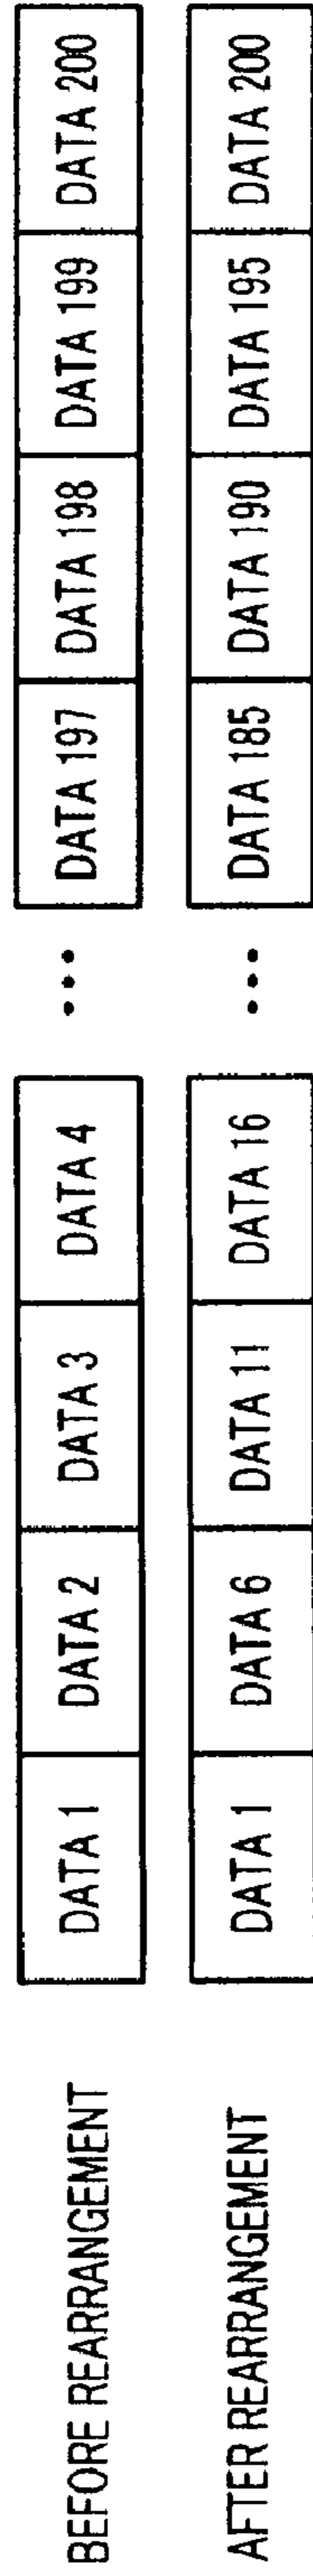 BEFORE REARRANGEMENT DATA 1 DATA 2 DATA 3 DATA 4 ... DATA 197 DATA 198 DATA 199 DATA 200
AFTER REARRANGEMENT DATA 1 DATA 6 DATA 11 DATA 16 ... DATA 185 DATA 190 DATA 195 DATA 200